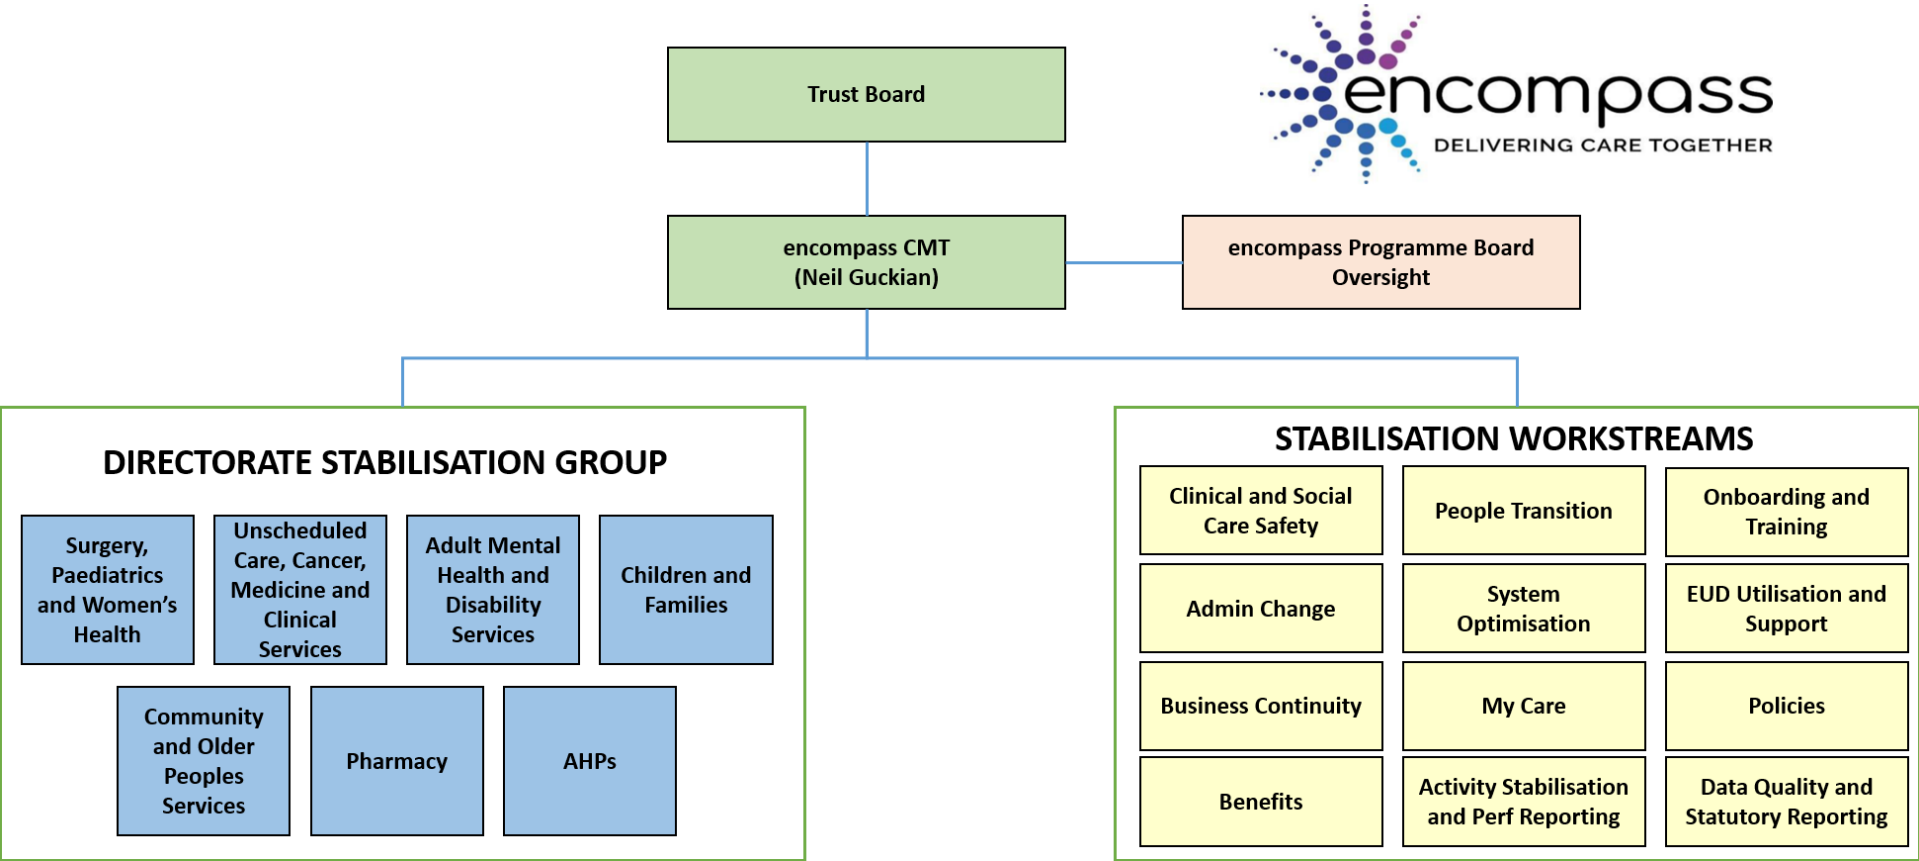 Trust Board
encompass
DELIVERING CARE TOGETHER
encompass CMT
(Neil Guckian)
encompass Programme Board
Oversight
DIRECTORATE STABILISATION GROUP
Surgery,
Paediatrics
and Women’s
Health
Unscheduled
Care, Cancer,
Medicine and
Clinical
Services
Adult Mental
Health and
Disability
Services
Children and
Families
Community
and Older
Peoples
Services
Pharmacy
AHPs
STABILISATION WORKSTREAMS
Clinical and Social
Care Safety
People Transition
Onboarding and
Training
Admin Change
System
Optimisation
EUD Utilisation and
Support
Business Continuity
My Care
Policies
Benefits
Activity Stabilisation
and Perf Reporting
Data Quality and
Statutory Reporting